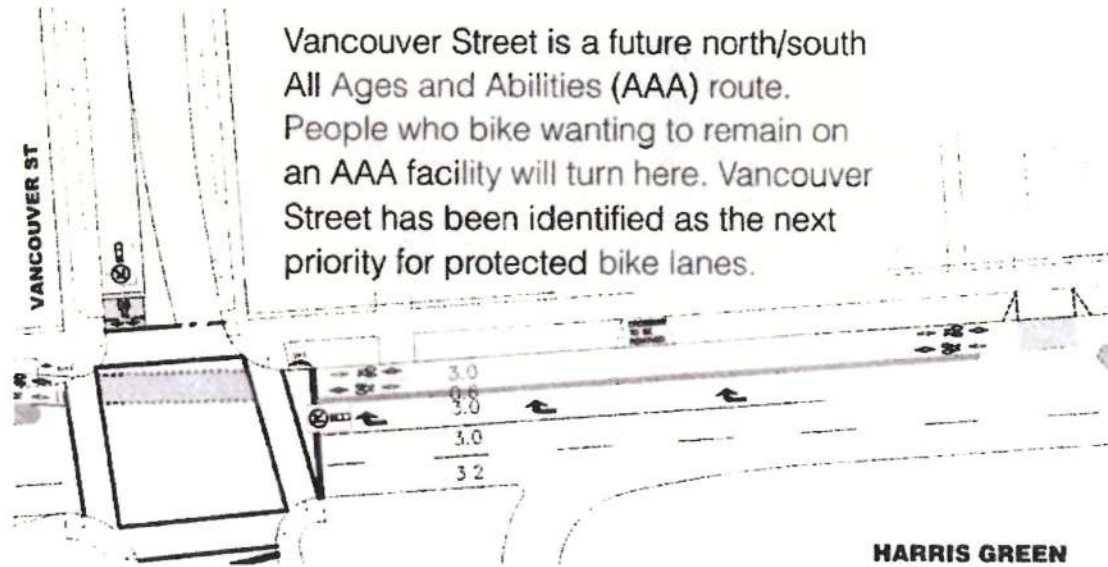 Vancouver Street is a future north/south
All Ages and Abilities (AAA) route.
People who bike wanting to remain on
an AAA facility will turn here. Vancouver
Street has been identified as the next
priority for protected bike lanes.
VANCOUVER ST
3.0
0.6
3.0
3.0
3.2
HARRIS GREEN